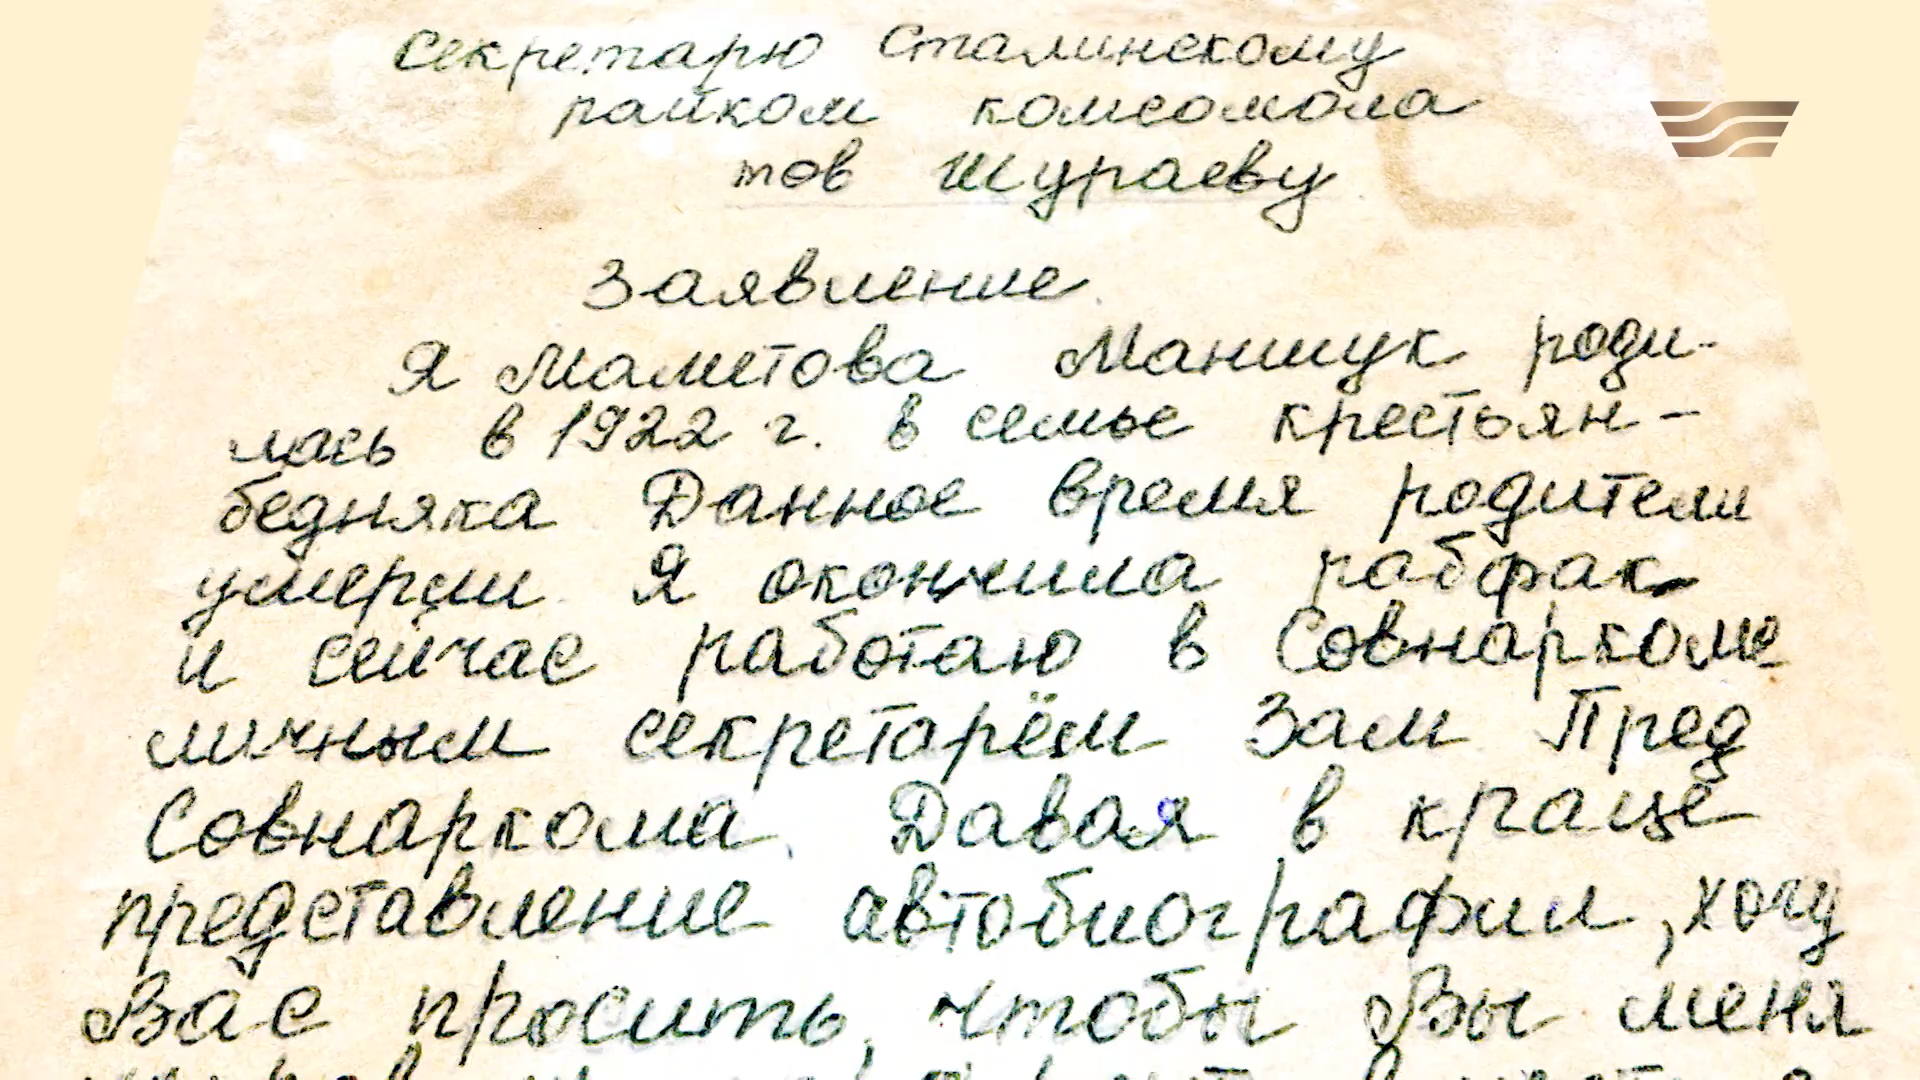 Секретарю Сталинскому
райком комсомола
тов Шураеву
Заявление.
Я Маметова Маншук роди-
лась в 1922 г. в семье крестьян-
бедняка Данное время родители
умерли. Я окончила рабфак
и сейчас работаю в Совнаркоме
личным секретарём Зам. Пред
Совнаркома. Давая в краце
представление автобиографии, хочу
Вас просить, чтобы Вы меня